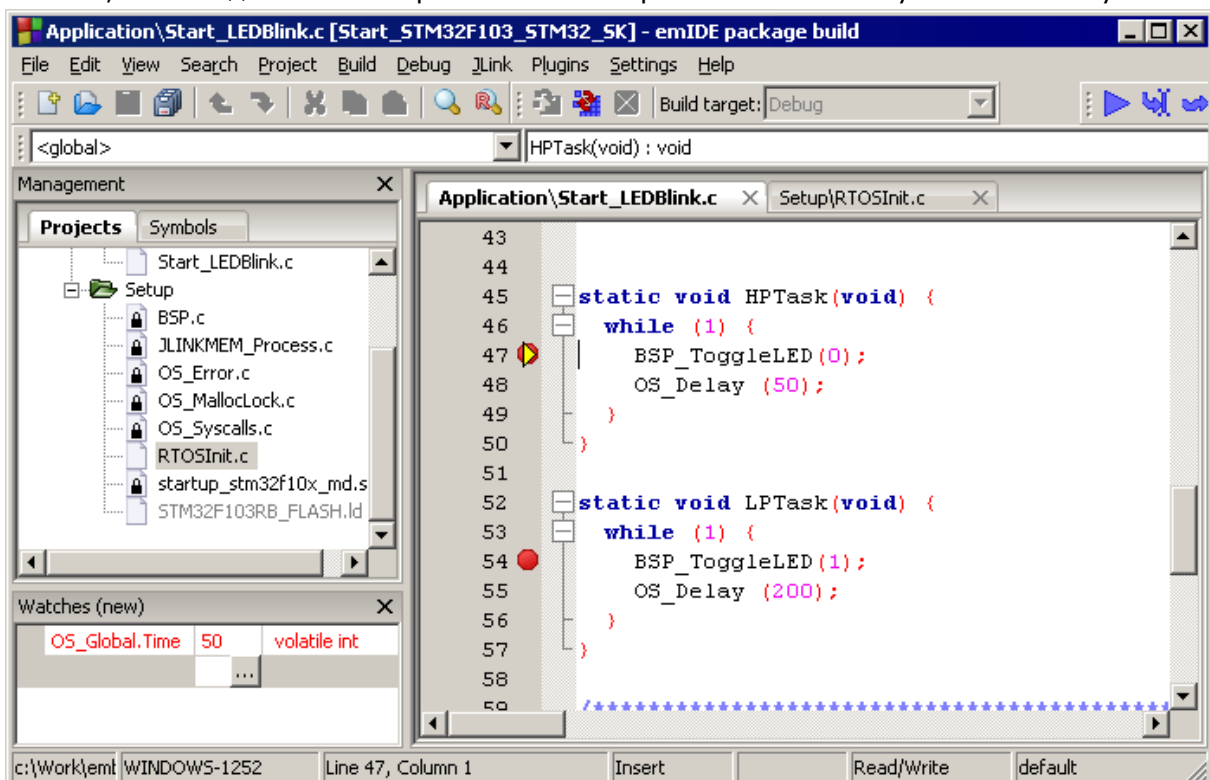 Application\Start_LEDBlink.c [Start_STM32F103_STM32_SK] - emIDE package build
File Edit View Search Project Build Debug JLink Plugins Settings Help
Build target: Debug
<global>
HPTask(void) : void
Management
Projects Symbols
Start_LEDBlink.c
Setup
BSP.c
JLINKMEM_Process.c
OS_Error.c
OS_MallocLock.c
OS_Syscalls.c
RTOSInit.c
startup_stm32f10x_md.s
STM32F103RB_FLASH.ld
Watches (new)
OS_Global.Time 50 volatile int
...
Application\Start_LEDBlink.c Setup\RTOSInit.c
43
44
45 static void HPTask(void) {
46 while (1) {
47 BSP_ToggleLED(0);
48 OS_Delay (50);
49 }
50 }
51
52 static void LPTask(void) {
53 while (1) {
54 BSP_ToggleLED(1);
55 OS_Delay (200);
56 }
57 }
58
59 /*********************************************
c:\Work\emb WINDOWS-1252 Line 47, Column 1 Insert Read/Write default